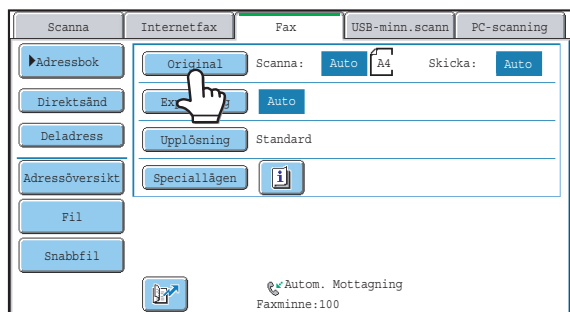 Scanna Internetfax Fax USB-minn.scann PC-scanning
Adressbok Original Scanna: Auto A4 Skicka: Auto
Direktsänd Auto
Deladress Upplösning Standard
Adressöversikt Speciallägen
Fil
Snabbfil
Autom. Mottagning
Faxminne:100